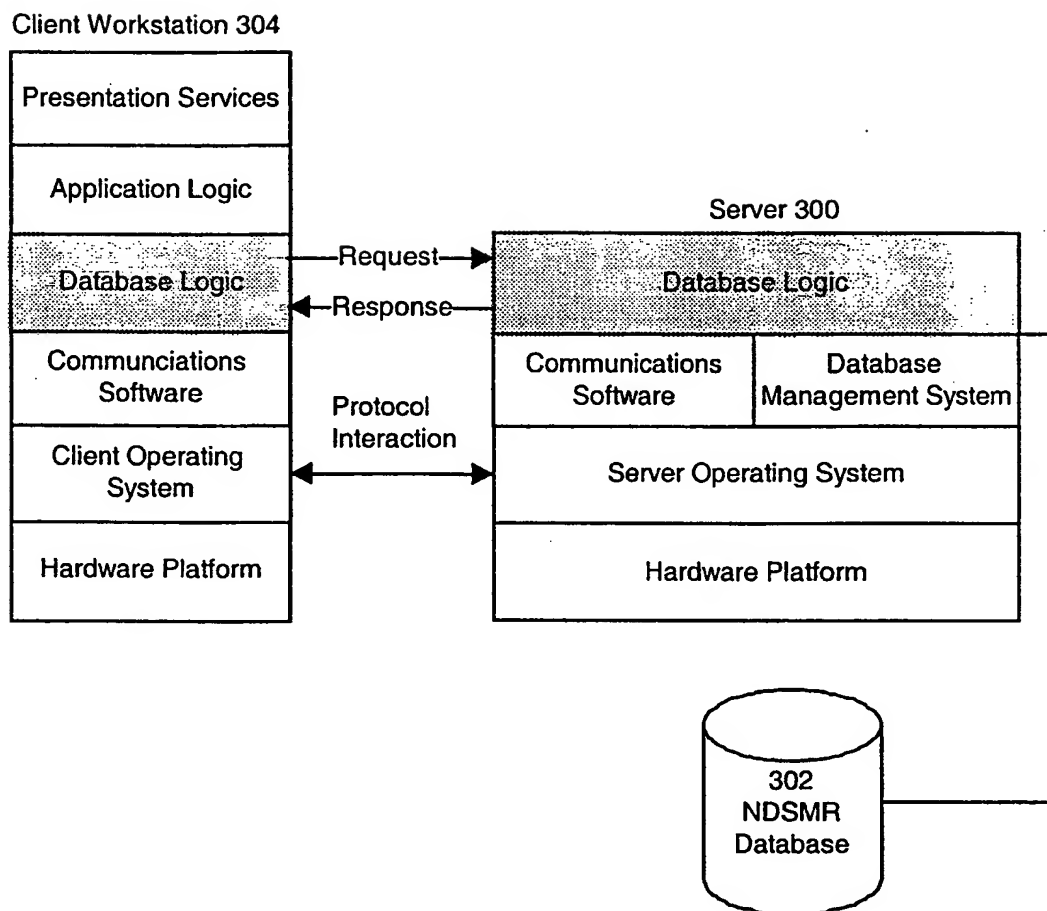 Client Workstation 304
Presentation Services
Application Logic
Database Logic
Communciations
Software
Client Operating
System
Hardware Platform
Request
Response
Protocol
Interaction
Server 300
Database Logic
Communications
Software
Database
Management System
Server Operating System
Hardware Platform
302
NDSMR
Database